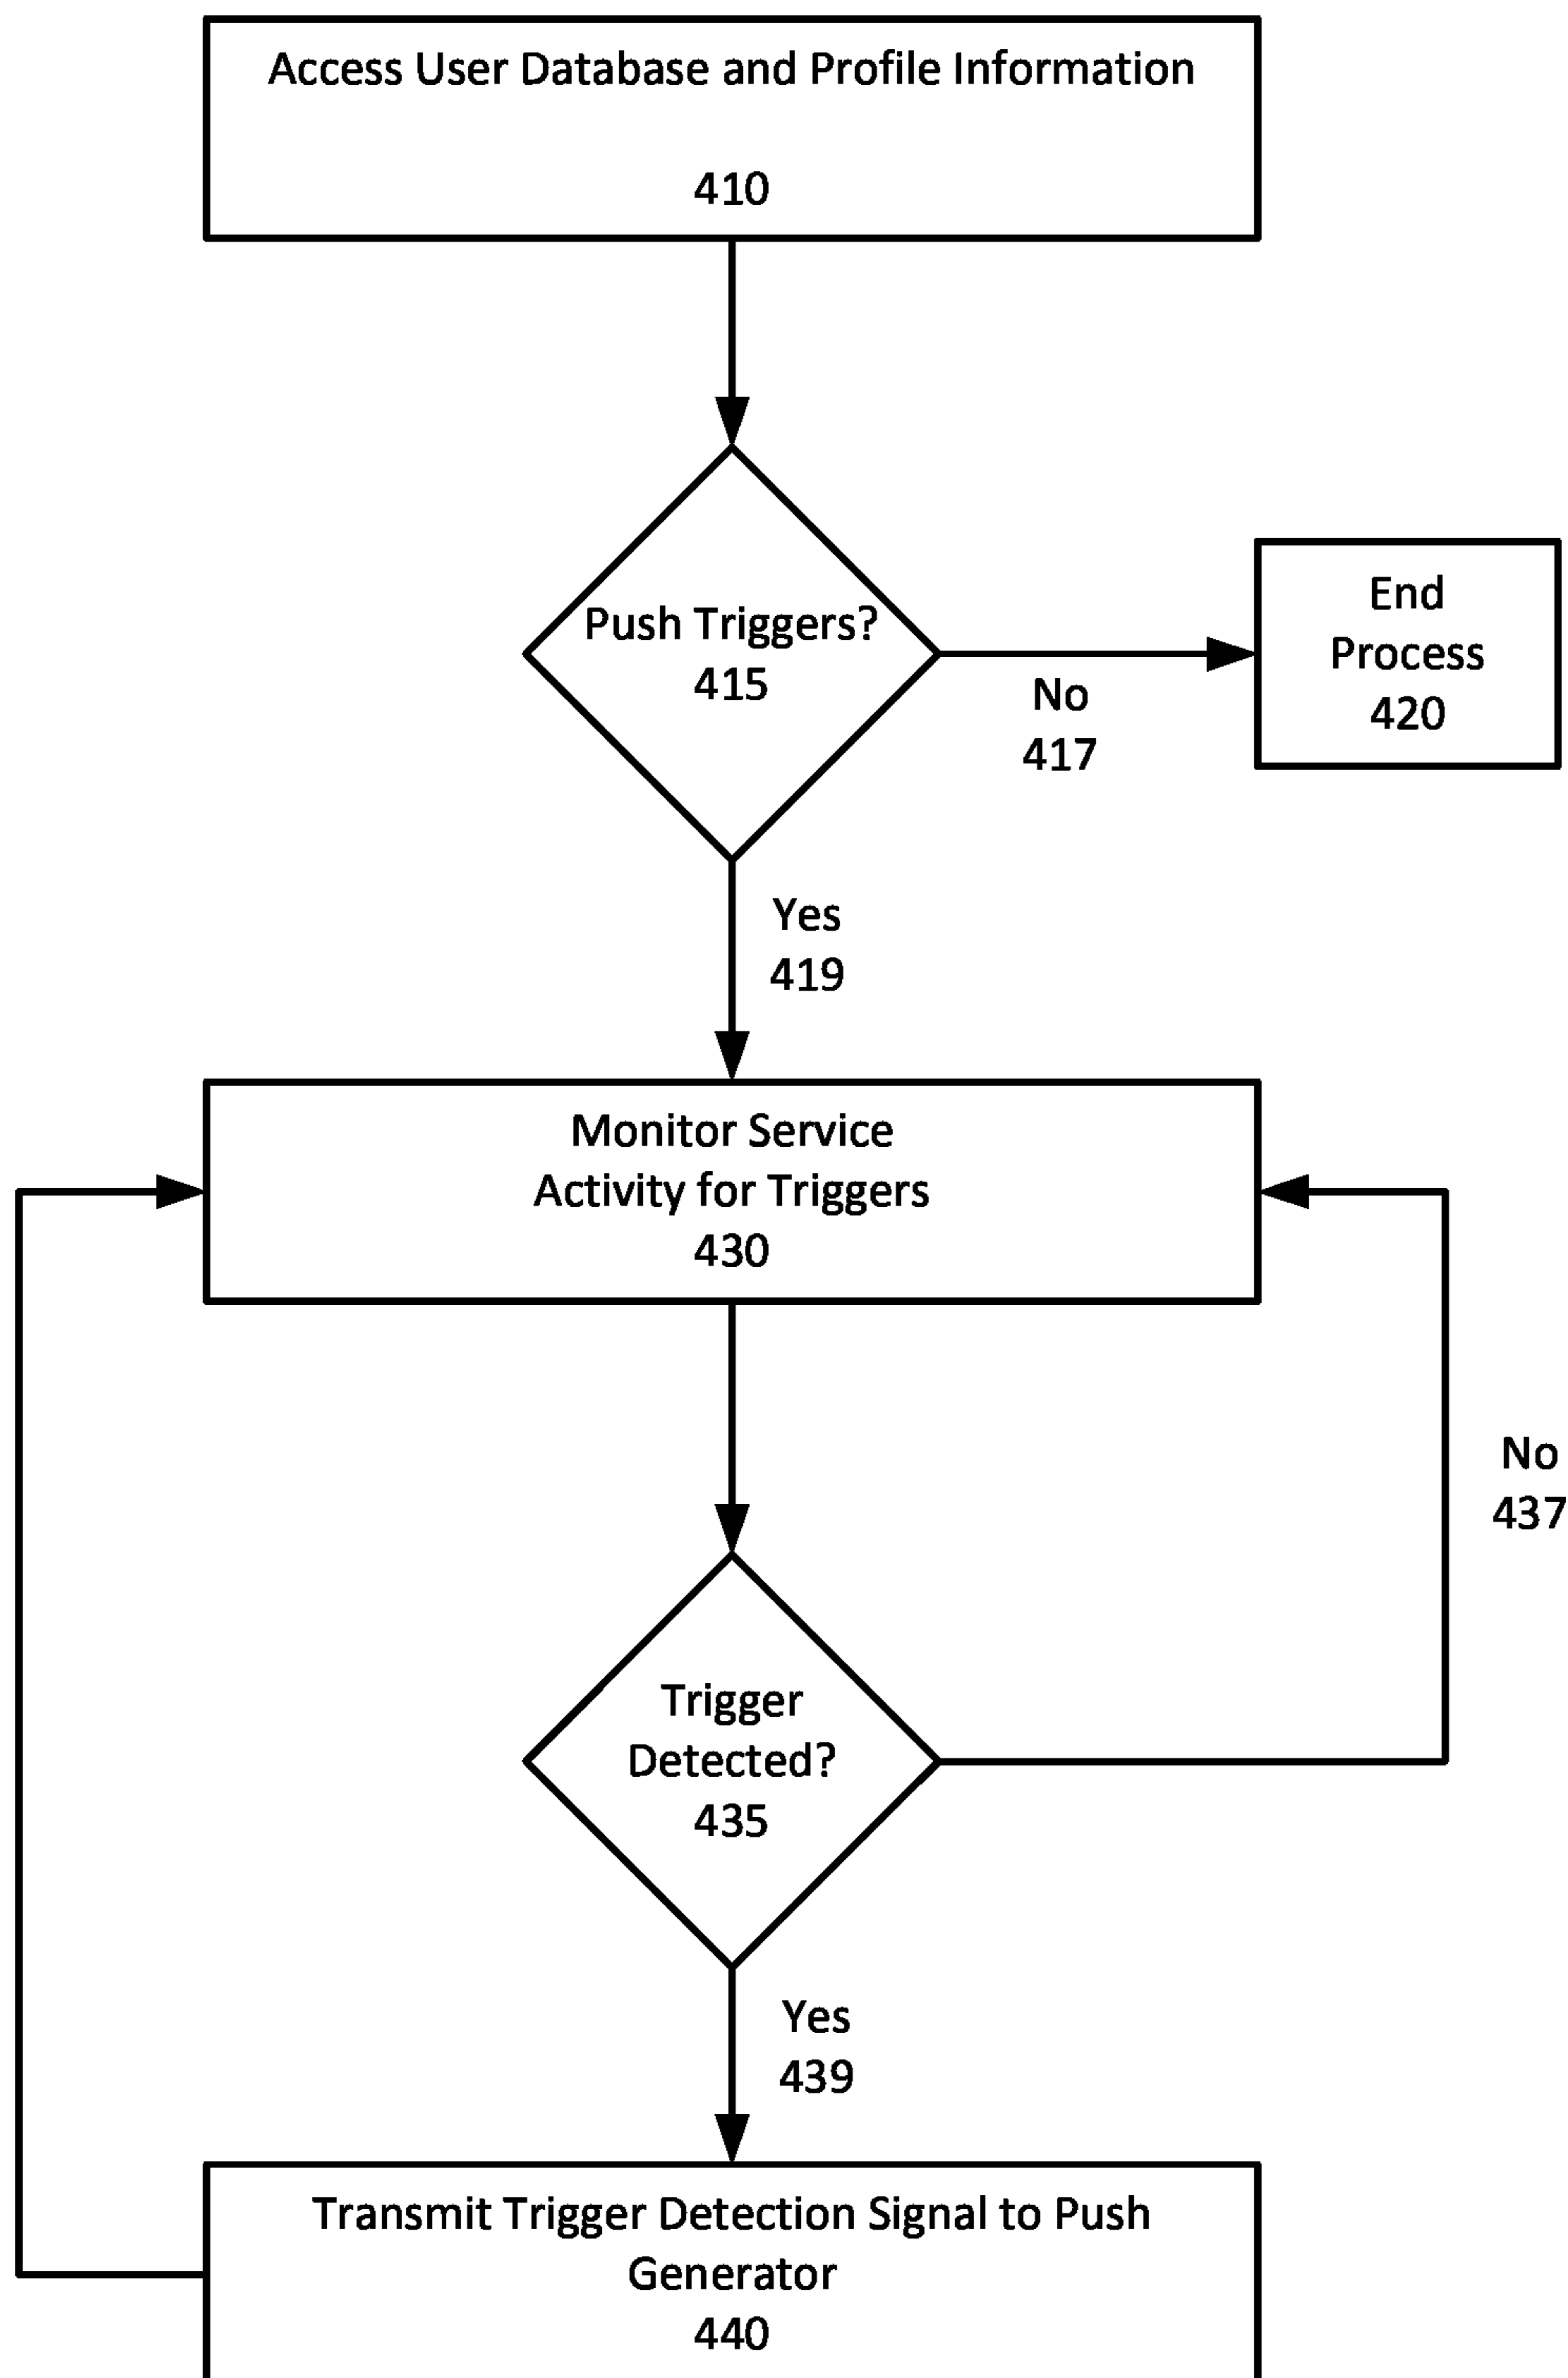 Access User Database and Profile Information
410
Push Triggers?
415
No
417
End
Process
420
Yes
419
Monitor Service
Activity for Triggers
430
No
437
Trigger
Detected?
435
Yes
439
Transmit Trigger Detection Signal to Push
Generator
440